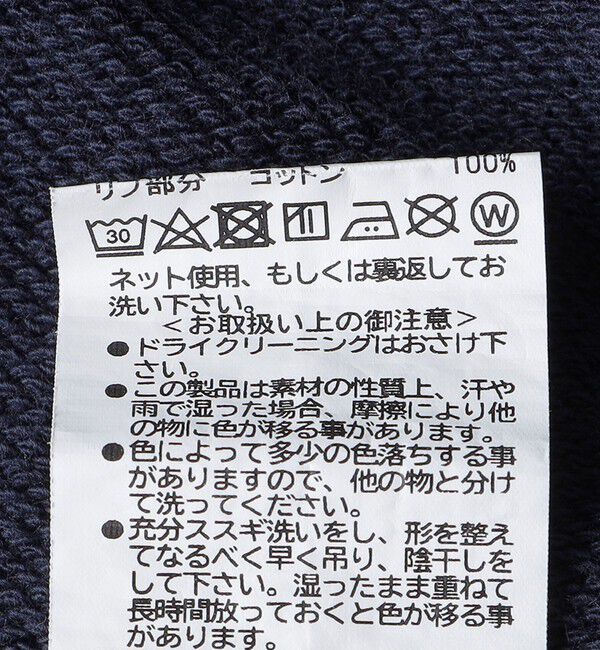 リブ部分 コットン 100%
30 W
ネット使用、もしくは裏返してお
洗い下さい。
＜お取扱い上の御注意＞
●ドライクリーニングはおさけ下
さい。
●この製品は素材の性質上、汗や
雨で湿った場合、摩擦により他
の物に色が移る事があります。
●色によって多少の色落ちする事
がありますので、他の物と分け
て洗ってください。
●充分ススギ洗いをし、形を整え
てなるべく早く吊り、陰干しを
して下さい。湿ったまま重ねて
長時間放っておくと色が移る事
があります。